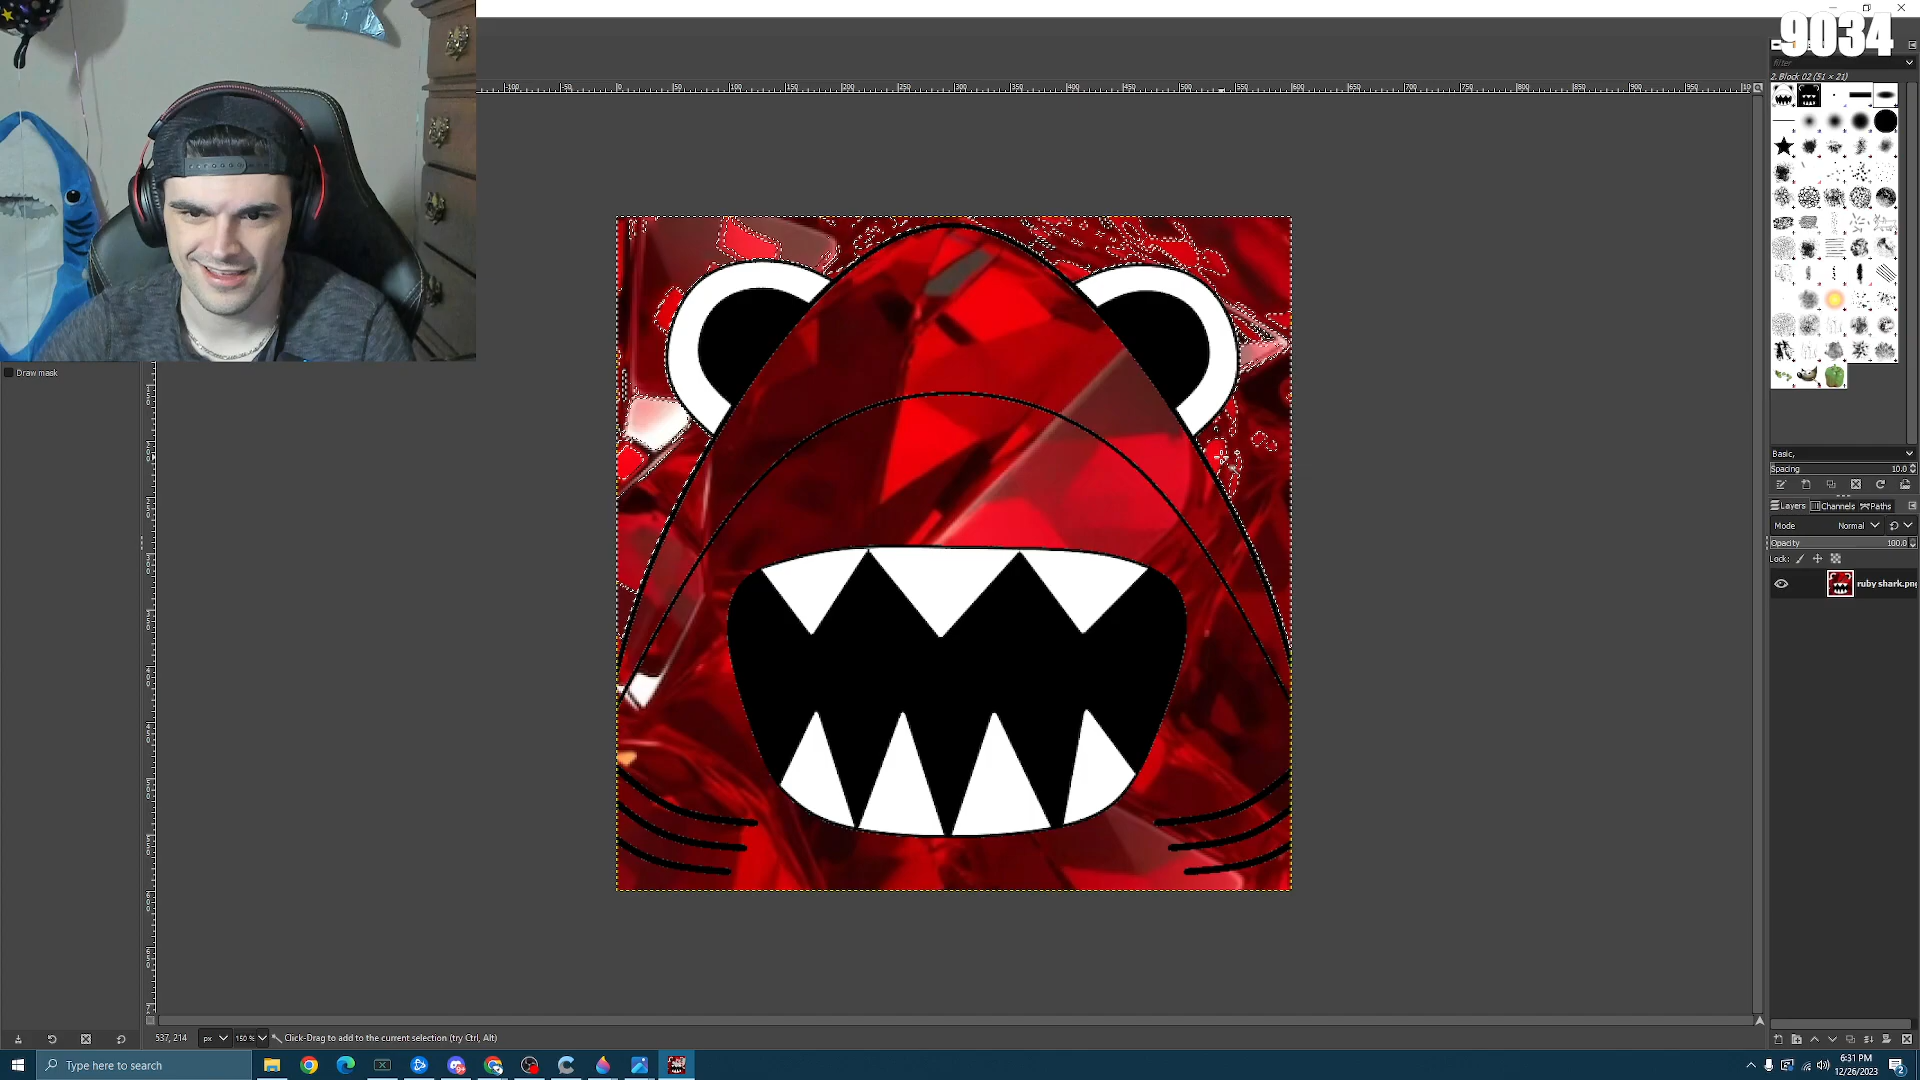 9034
filter
2. Block 02 (51 × 21)
Draw mask
Basic,
Spacing 10.0
Layers Channels Paths
Mode Normal
Opacity 100.0
Lock:
ruby shark.png
537, 214 px 150 % Click-Drag to add to the current selection (try Ctrl, Alt)
Type here to search
6:31 PM
12/26/2023